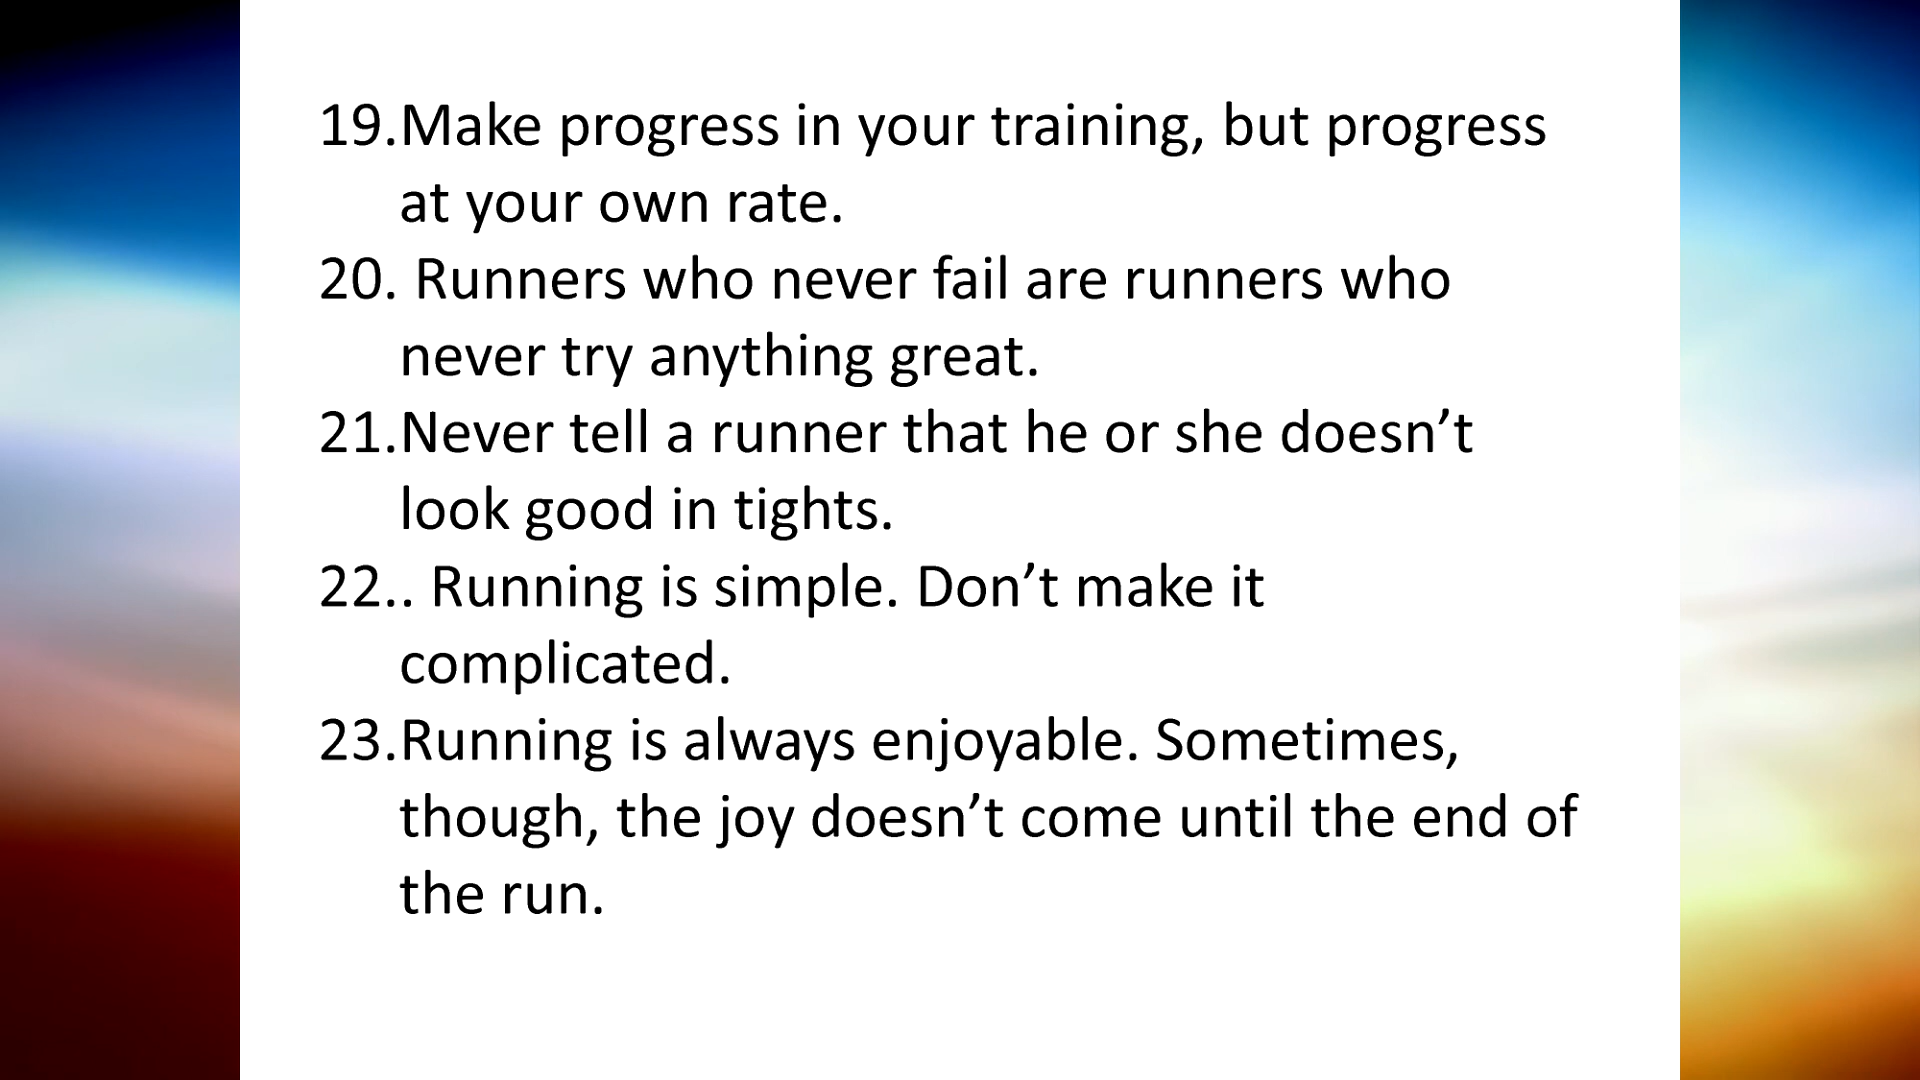 19.Make progress in your training, but progress
at your own rate.
20. Runners who never fail are runners who
never try anything great.
21.Never tell a runner that he or she doesn’t
look good in tights.
22.. Running is simple. Don’t make it
complicated.
23.Running is always enjoyable. Sometimes,
though, the joy doesn’t come until the end of
the run.